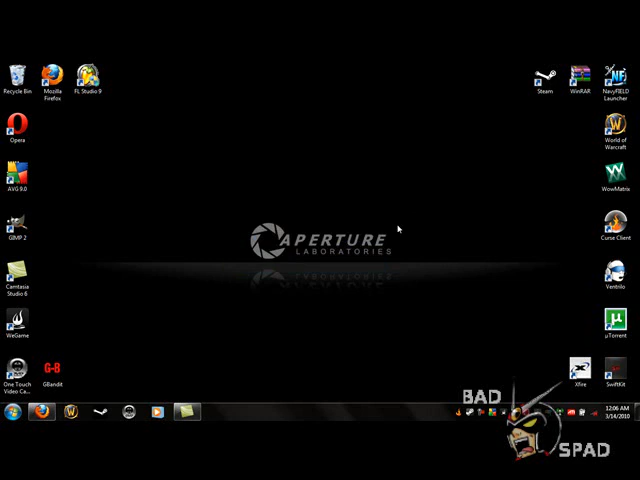 Recycle Bin
Mozilla
Firefox
FL Studio 9
Steam
WinRAR
NavyFIELD
Launcher
Opera
World of
Warcraft
AVG 9.0
WowMatrix
GIMP 2
Curse Client
APERTURE
LABORATORIES
Camtasia
Studio 6
Ventrilo
WeGame
µTorrent
G-B
One Touch
Video Ca...
GBandit
Xfire
SwiftKit
12:06 AM
3/14/2010
BAD
SPAD